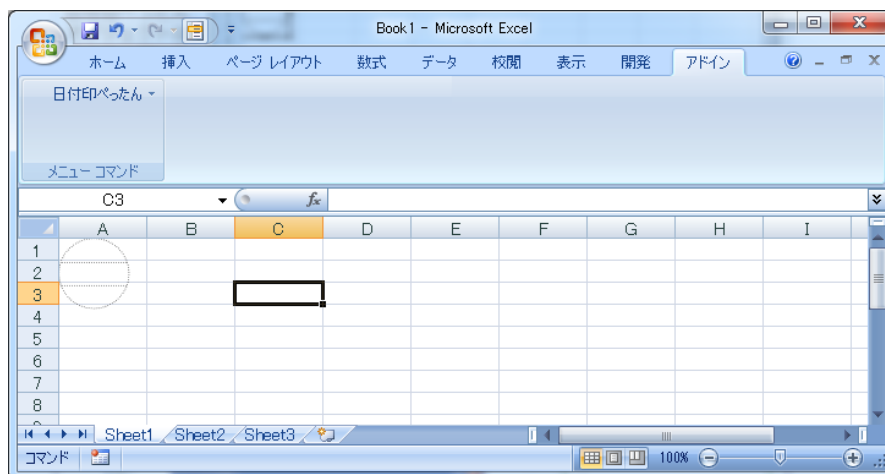 Book1 - Microsoft Excel
ホーム 挿入 ページ レイアウト 数式 データ 校閲 表示 開発 アドイン
日付印ぺったん
メニュー コマンド
C3 fx
A B C D E F G H I
1
2
3
4
5
6
7
8
Sheet1 Sheet2 Sheet3
コマンド 100%